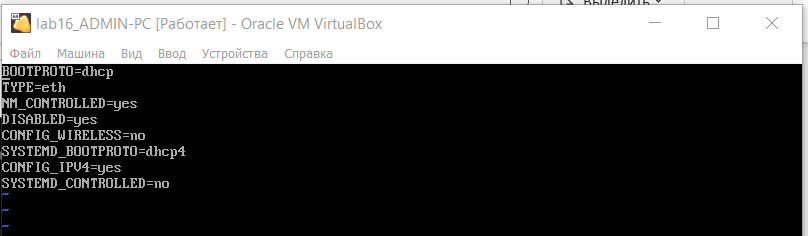 Выделить
lab16_ADMIN-PC [Работает] - Oracle VM VirtualBox
Файл Машина Вид Ввод Устройства Справка
BOOTPROTO=dhcp
TYPE=eth
NM_CONTROLLED=yes
DISABLED=yes
CONFIG_WIRELESS=no
SYSTEMD_BOOTPROTO=dhcp4
CONFIG_IPV4=yes
SYSTEMD_CONTROLLED=no
~
~
~